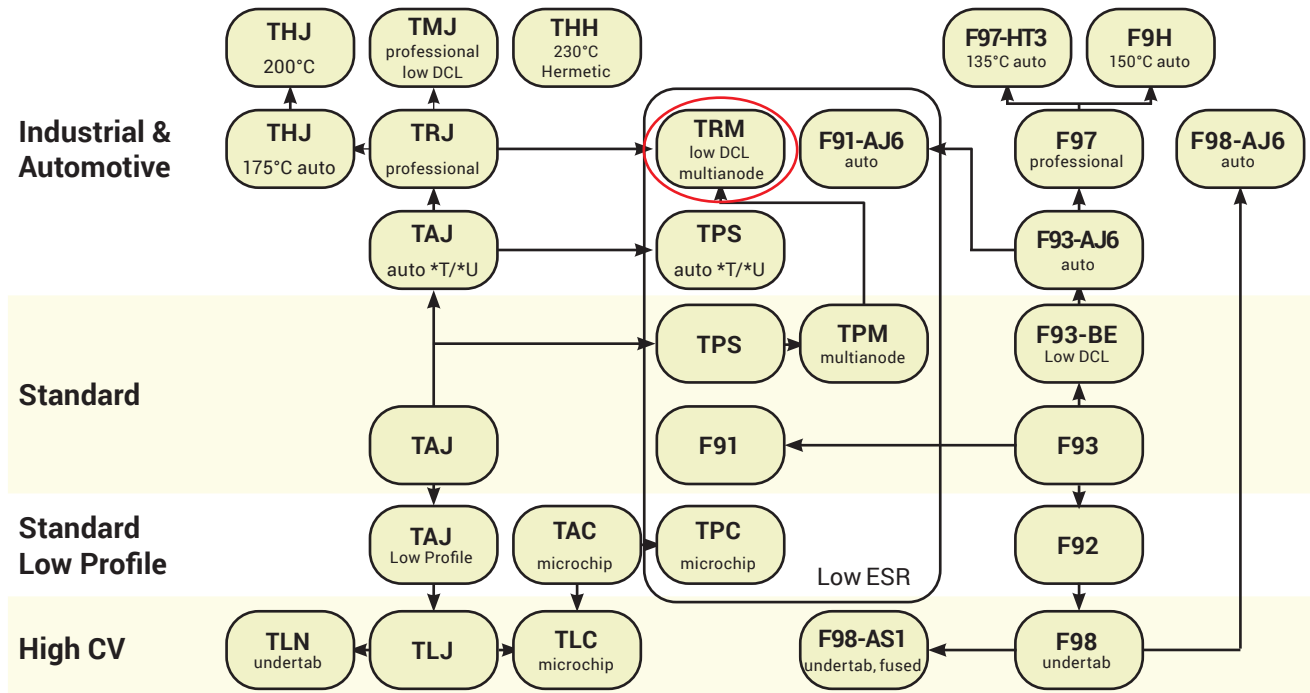 THJ
200°C
TMJ
professional
low DCL
THH
230°C
Hermetic
F97-HT3
135°C auto
F9H
150°C auto
Industrial &
Automotive
THJ
175°C auto
TRJ
professional
TRM
low DCL
multianode
F91-AJ6
auto
F97
professional
F98-AJ6
auto
TAJ
auto *T/*U
TPS
auto *T/*U
F93-AJ6
auto
Standard
TPS
TPM
multianode
F93-BE
Low DCL
TAJ
F91
F93
Standard
Low Profile
TAJ
Low Profile
TAC
microchip
TPC
microchip
F92
Low ESR
High CV
TLN
undertab
TLJ
TLC
microchip
F98-AS1
undertab, fused
F98
undertab